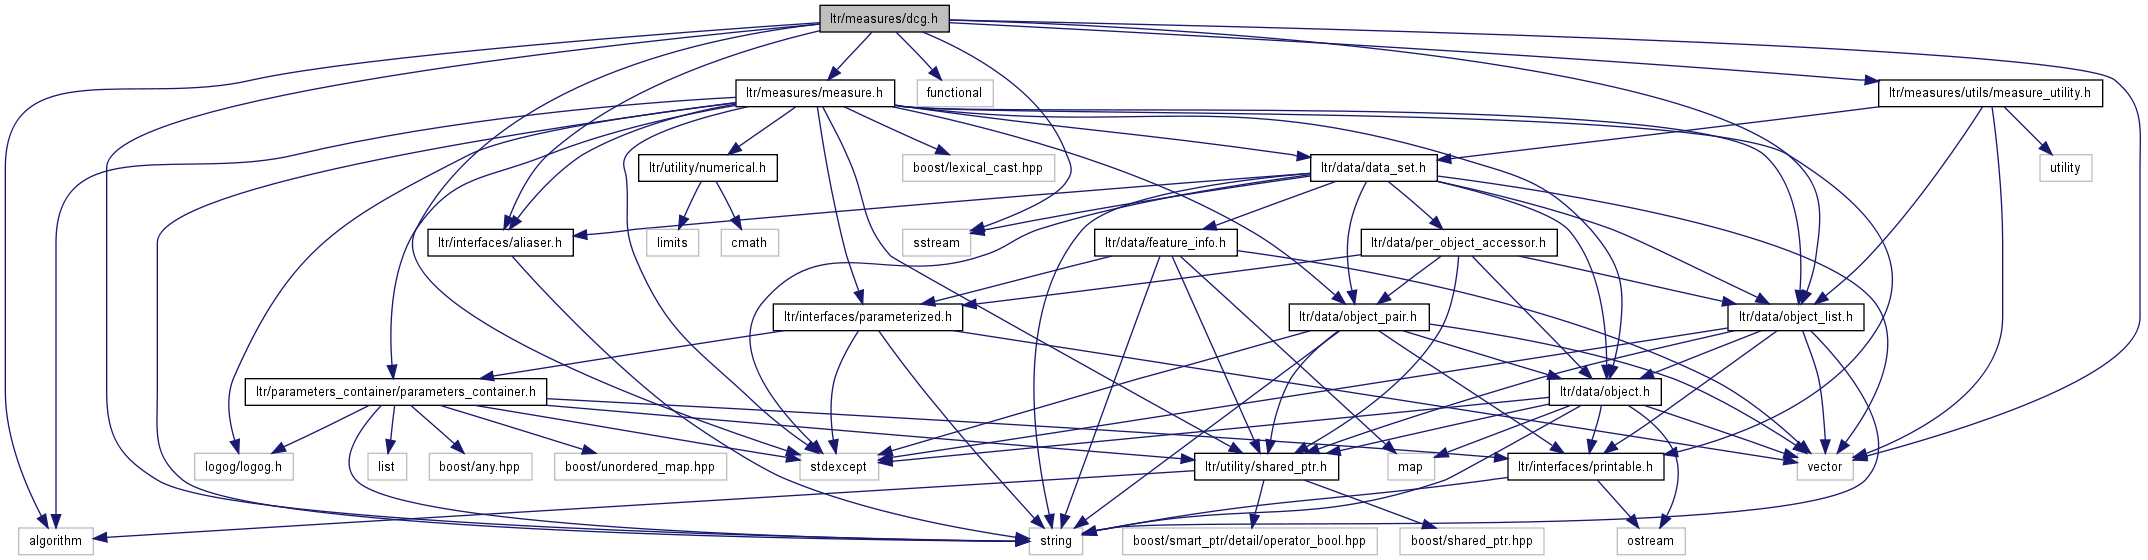 ltr/measures/dcg.h
ltr/measures/measure.h
functional
ltr/measures/utils/measure_utility.h
ltr/utility/numerical.h
boost/lexical_cast.hpp
ltr/data/data_set.h
utility
ltr/interfaces/aliaser.h
limits
cmath
sstream
ltr/data/feature_info.h
ltr/data/per_object_accessor.h
ltr/interfaces/parameterized.h
ltr/data/object_pair.h
ltr/data/object_list.h
ltr/parameters_container/parameters_container.h
ltr/data/object.h
logog/logog.h
list
boost/any.hpp
boost/unordered_map.hpp
stdexcept
ltr/utility/shared_ptr.h
map
ltr/interfaces/printable.h
vector
algorithm
string
boost/smart_ptr/detail/operator_bool.hpp
boost/shared_ptr.hpp
ostream